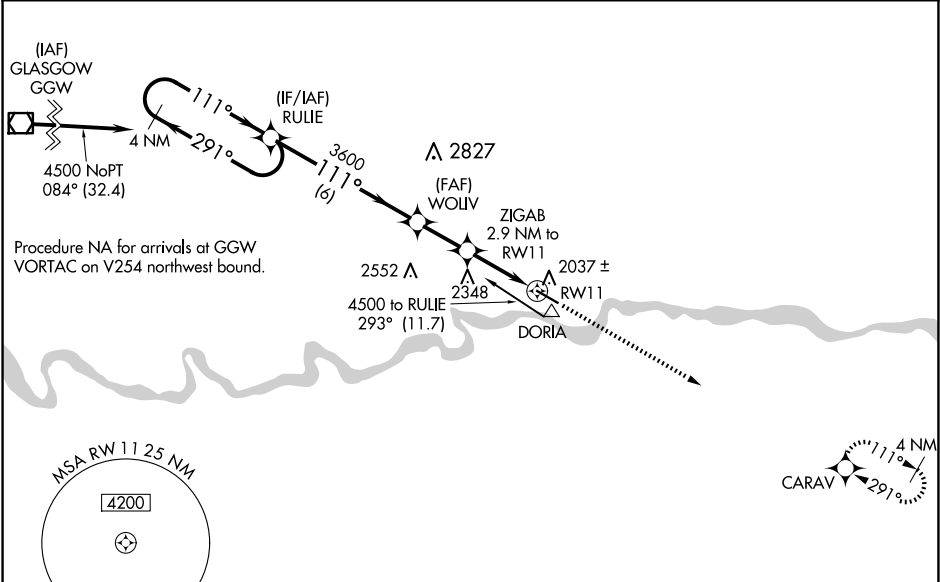 (IAF)
GLASGOW
GGW
111°
(IF/IAF)
RULIE
4 NM
291°
4500 NoPT
084° (32.4)
3600
111°
(6)
2827
(FAF)
WOLIV
ZIGAB
2.9 NM to
RW11
Procedure NA for arrivals at GGW
VORTAC on V254 northwest bound.
2552
2348
2037 ±
RW11
4500 to RULIE
293° (11.7)
DORIA
MSA RW 11 25 NM
4200
4 NM
111°
CARAV
291°